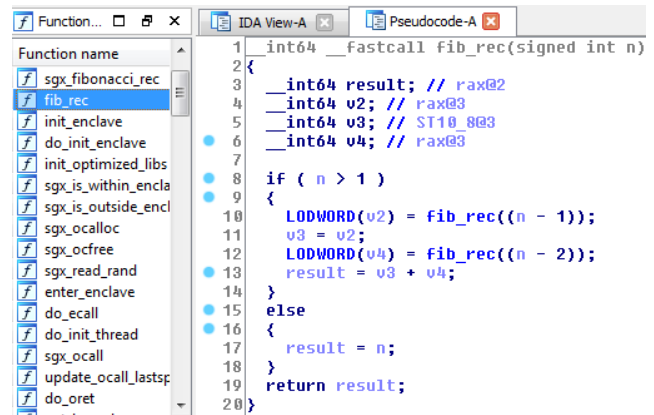 Function...
IDA View-A
Pseudocode-A
Function name
sgx_fibonacci_rec
fib_rec
init_enclave
do_init_enclave
init_optimized_libs
sgx_is_within_encla
sgx_is_outside_encl
sgx_ocalloc
sgx_ocfree
sgx_read_rand
enter_enclave
do_ecall
do_init_thread
sgx_ocall
update_ocall_lastsp
do_oret
1 __int64 __fastcall fib_rec(signed int n)
2 {
3 __int64 result; // rax@2
4 __int64 v2; // rax@3
5 __int64 v3; // ST10_8@3
6 __int64 v4; // rax@3
7
8 if ( n > 1 )
9 {
10 LODWORD(v2) = fib_rec((n - 1));
11 v3 = v2;
12 LODWORD(v4) = fib_rec((n - 2));
13 result = v3 + v4;
14 }
15 else
16 {
17 result = n;
18 }
19 return result;
20 }